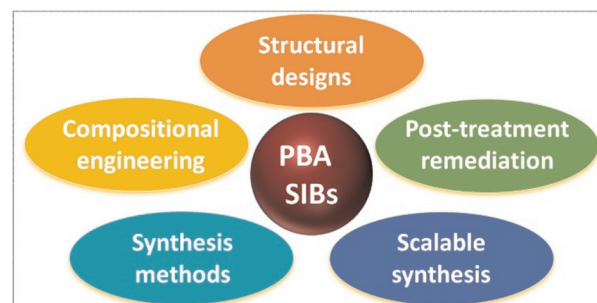 Structural
designs
Compositional
engineering
PBA
SIBs
Post-treatment
remediation
Synthesis
methods
Scalable
synthesis